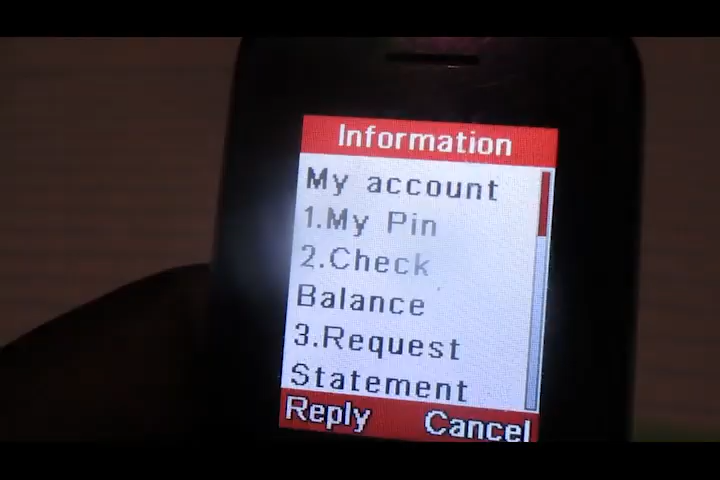 Information
My account
1.My Pin
2.Check
Balance
3.Request
Statement
Reply Cancel